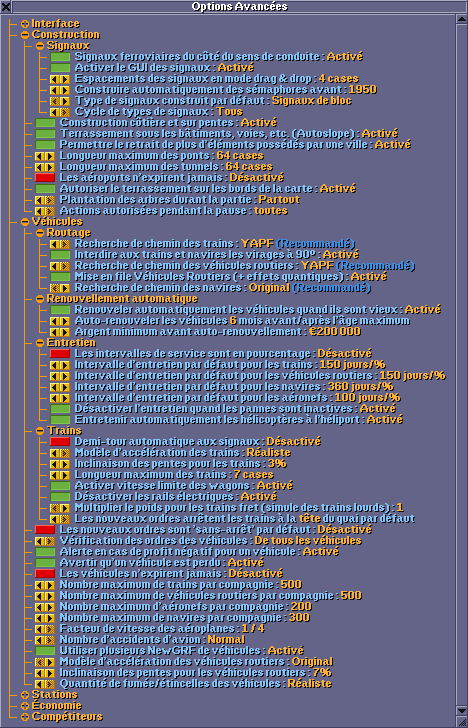 Options Avancées
Interface
Construction
Signaux
Signaux ferroviaires du côté du sens de conduite : Activé
Activer le GUI des signaux : Activé
Espacements des signaux en mode drag & drop : 4 cases
Construire automatiquement des sémaphores avant : 1950
Type de signaux construit par défaut : Signaux de bloc
Cycle de types de signaux : Tous
Construction côtière et sur pentes : Activé
Terrassement sous les bâtiments, voies, etc. (Autoslope) : Activé
Permettre le retrait de plus d'éléments possédés par une ville : Activé
Longueur maximum des ponts : 64 cases
Longueur maximum des tunnels : 64 cases
Les aéroports n'expirent jamais : Désactivé
Autoriser le terrassement sur les bords de la carte : Activé
Plantation des arbres durant la partie : Partout
Actions autorisées pendant la pause : toutes
Véhicules
Routage
Recherche de chemin des trains : YAPF (Recommandé)
Interdire aux trains et navires les virages à 90° : Activé
Recherche de chemin des véhicules routiers : YAPF (Recommandé)
Mise en file Véhicules Routiers (+ effets quantiques) : Activé
Recherche de chemin des navires : Original (Recommandé)
Renouvellement automatique
Renouveler automatiquement les véhicules quand ils sont vieux : Activé
Auto-renouveler les véhicules 6 mois avant/après l'âge maximum
Argent minimum avant auto-renouvellement : €200 000
Entretien
Les intervalles de service sont en pourcentage : Désactivé
Intervalle d'entretien par défaut pour les trains : 150 jours/%
Intervalle d'entretien par défaut pour les véhicules routiers : 150 jours/%
Intervalle d'entretien par défaut pour les navires : 360 jours/%
Intervalle d'entretien par défaut pour les aéronefs : 100 jours/%
Désactiver l'entretien quand les pannes sont inactives : Activé
Entretenir automatiquement les hélicoptères à l'héliport : Activé
Trains
Demi-tour automatique aux signaux : Désactivé
Modèle d'accélération des trains : Réaliste
Inclinaison des pentes pour les trains : 3%
Longueur maximum des trains : 7 cases
Activer vitesse limite des wagons : Activé
Désactiver les rails électriques : Activé
Multiplier le poids pour les trains fret (simule des trains lourds) : 1
Les nouveaux ordres arrêtent les trains à la tête du quai par défaut
Les nouveaux ordres sont 'sans-arrêt' par défaut : Désactivé
Vérification des ordres des véhicules : De tous les véhicules
Alerte en cas de profit négatif pour un véhicule : Activé
Avertir qu'un véhicule est perdu : Activé
Les véhicules n'expirent jamais : Désactivé
Nombre maximum de trains par compagnie : 500
Nombre maximum de véhicules routiers par compagnie : 500
Nombre maximum d'aéronefs par compagnie : 200
Nombre maximum de navires par compagnie : 300
Facteur de vitesse des aéroplanes : 1 / 4
Nombre d'accidents d'avion : Normal
Utiliser plusieurs NewGRF de véhicules : Activé
Modèle d'accélération des véhicules routiers : Original
Inclinaison des pentes pour les véhicules routiers : 7%
Quantité de fumée/étincelles des véhicules : Réaliste
Stations
Économie
Compétiteurs